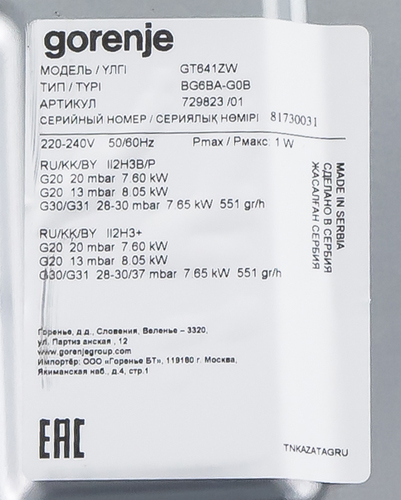 gorenje
МОДЕЛЬ / ҮЛГІ GT641ZW
ТИП / ТҮРІ BG6BA-G0B
АРТИКУЛ 729823 /01
СЕРИЙНЫЙ НОМЕР / СЕРИЯЛЫҚ НӨМІРІ 81730031
220-240V 50/60Hz Pmax / Рмакс: 1 W
RU/KK/BY II2H3B/P
G20 20 mbar 7.60 kW
G20 13 mbar 8.05 kW
G30/G31 28-30 mbar 7.65 kW 551 gr/h
RU/KK/BY II2H3+
G20 20 mbar 7.60 kW
G20 13 mbar 8.05 kW
G30/G31 28-30/37 mbar 7.65 kW 551 gr/h
MADE IN SERBIA
СДЕЛАНО В СЕРБИЯ
ЖАСАЛҒАН СЕРБИЯ
Горенье, д.д., Словения, Веленье – 3320,
ул. Партизанская , 12
www.gorenjegroup.com
Импортёр: ООО «Горенье БТ», 119180 г. Москва,
Якиманская наб., д.4, стр.1
EAC
TNKAZATAGRU